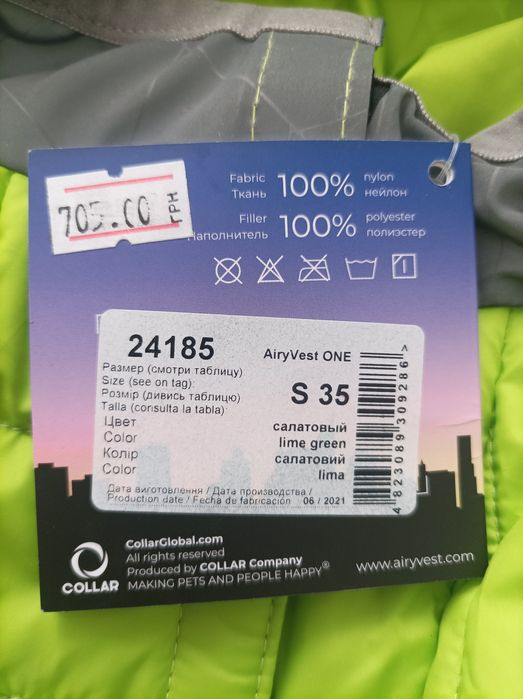 705.00 ГРН
Fabric 100% nylon
Ткань нейлон
Filler 100% polyester
Наполнитель полиэстер
24185 AiryVest ONE
Размер (смотри таблицу)
Size (see on tag):
Розмір (дивись таблицю) S 35
Talla (consulta la tabla):
Цвет салатовый
Color lime green
Колір салатовий
Color lima
Дата виготовлення / Дата производства /
Production date / Fecha de fabricación 06 / 2021
4 823089 309286 >
CollarGlobal.com
All rights reserved
Produced by COLLAR Company
MAKING PETS AND PEOPLE HAPPY®
COLLAR
www.airyvest.com